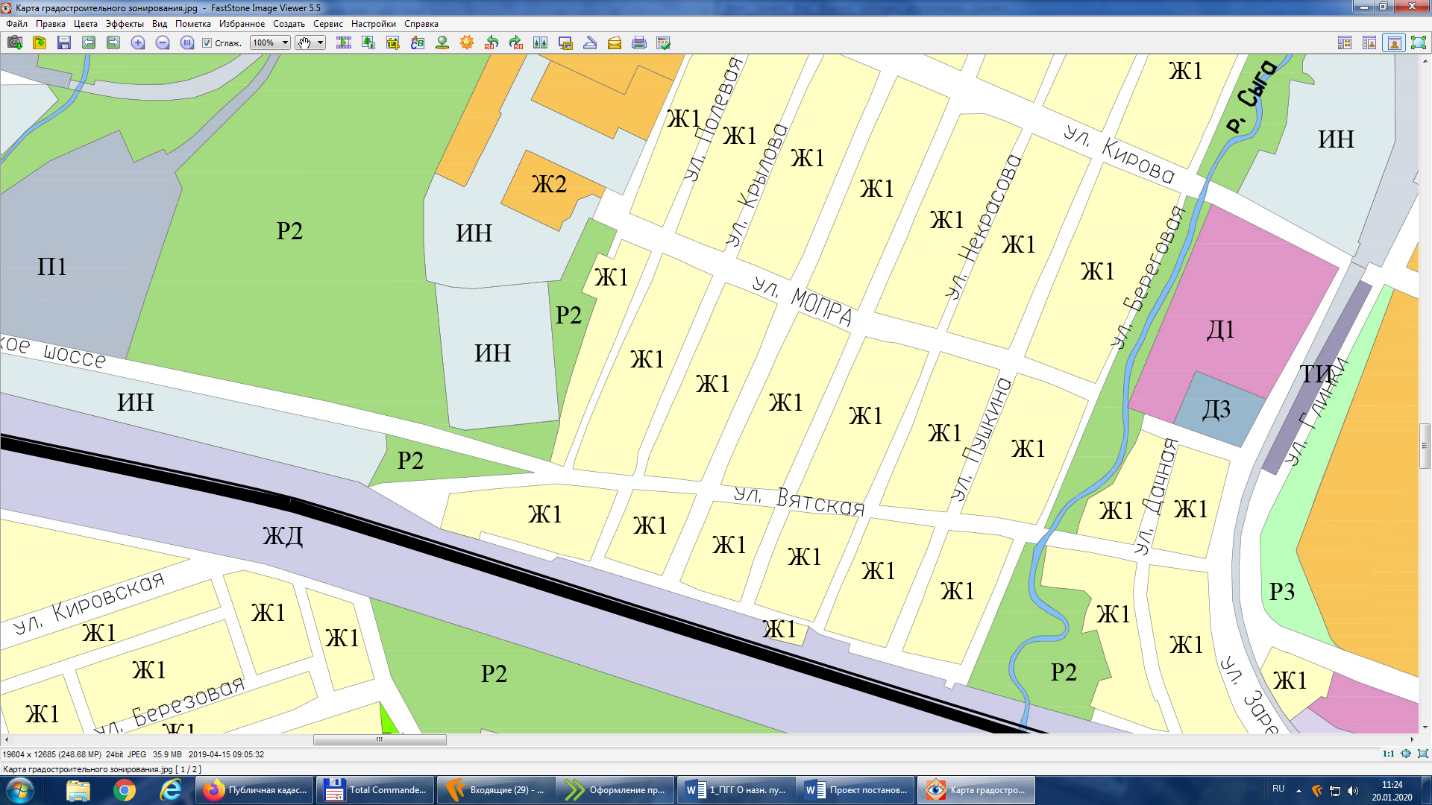 Карта градостроительного зонирования.jpg - FastStone Image Viewer 5.5
Файл Правка Цвета Эффекты Вид Пометка Избранное Создать Сервис Настройки Справка
Сглаж. 100%
Ж1
р. Сыга
ул. Полевая
Ж1
Ж1
ул. Крылова
Ж1
ул. Кирова
ИН
Ж2
Ж1
ул. Некрасова
Р2
ИН
Ж1
Ж1
ул. Береговая
П1
Ж1
Ж1
ул. МОПРА
Р2
Д1
кое шоссе
ИН
Ж1
Ж1
Ж1
Ж1
ТИ
ул. Глинки
ИН
Д3
Ж1
ул. Пушкина
Ж1
Р2
ул. Вятская
ул. Дачная
Ж1
Ж1
Ж1
Ж1
Ж1
Ж1
Ж1
Ж1
ЖД
ул. Кировская
Ж1
Р3
Ж1
Ж1
Ж1
Ж1
Ж1
Ж1
Ж1
Р2
Р2
Ж1
ул. Березовая
ул. Заре
Ж1
Ж1
Ж1
19604 x 12685 (248.68 MP) 24bit JPEG 35.9 MB 2019-04-15 09:05:32
1:1
Карта градостроительного зонирования.jpg [ 1 / 2 ]
Публичная кадас...
Total Commande...
Входящие (29) - ...
Оформление пр...
1_ПГГ О назн. пу...
Проект постанов...
Карта градостро...
RU
11:24
20.01.2020